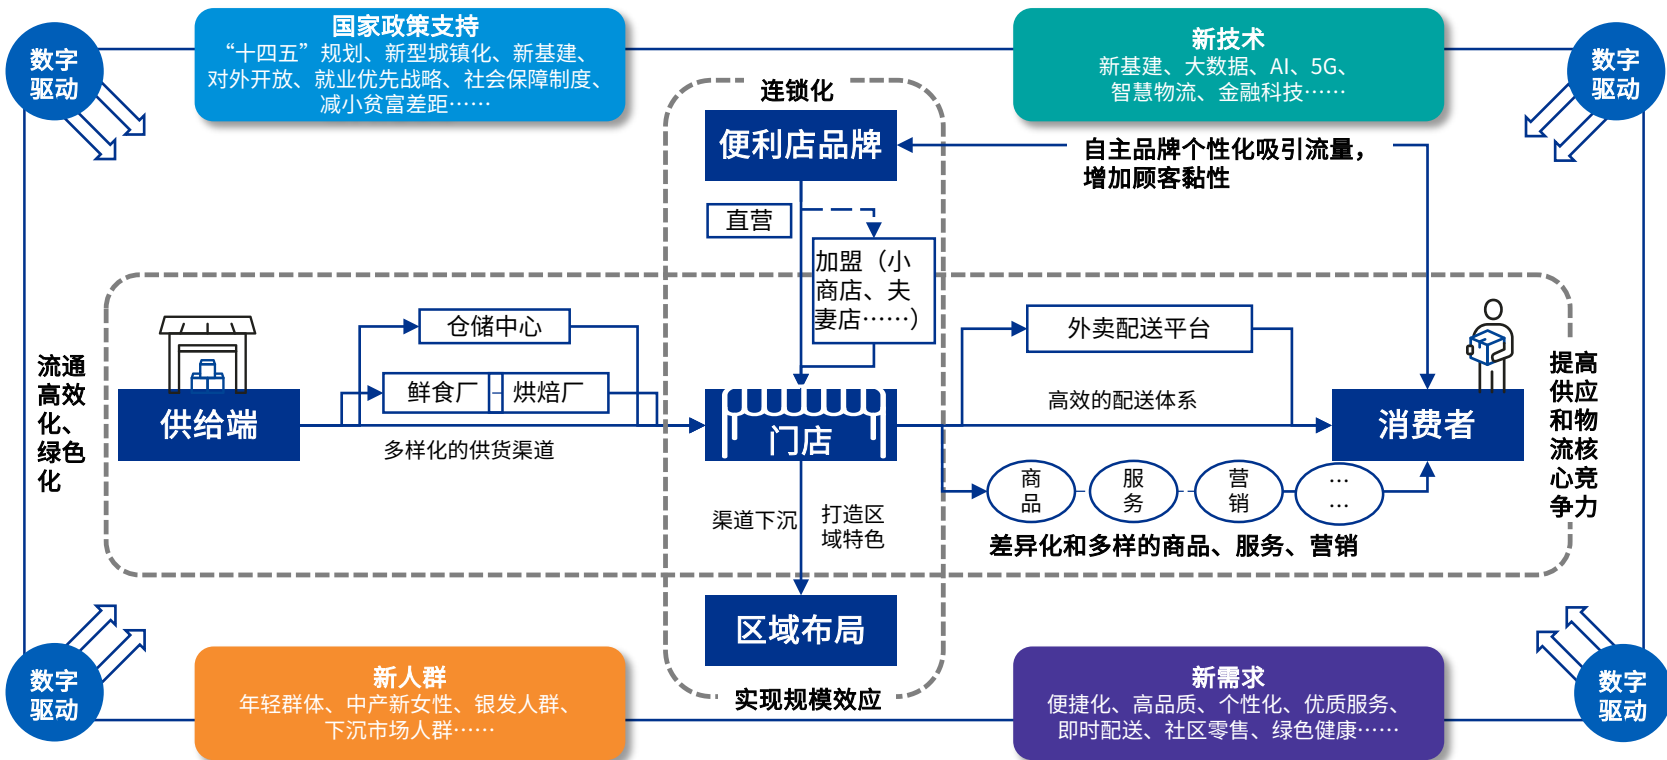 数字
驱动
国家政策支持
“十四五”规划、新型城镇化、新基建、
对外开放、就业优先战略、社会保障制度、
减小贫富差距……
新技术
新基建、大数据、AI、5G、
智慧物流、金融科技……
数字
驱动
连锁化
便利店品牌
自主品牌个性化吸引流量，
增加顾客黏性
直营
加盟（小
商店、夫
妻店……）
流通
高效
化、
绿色
化
供给端
仓储中心
鲜食厂
烘焙厂
多样化的供货渠道
门店
外卖配送平台
高效的配送体系
消费者
提高
供应
和物
流核
心竞
争力
商
品
服
务
营
销
…
…
差异化和多样的商品、服务、营销
渠道下沉
打造区
域特色
区域布局
实现规模效应
数字
驱动
新人群
年轻群体、中产新女性、银发人群、
下沉市场人群……
新需求
便捷化、高品质、个性化、优质服务、
即时配送、社区零售、绿色健康……
数字
驱动